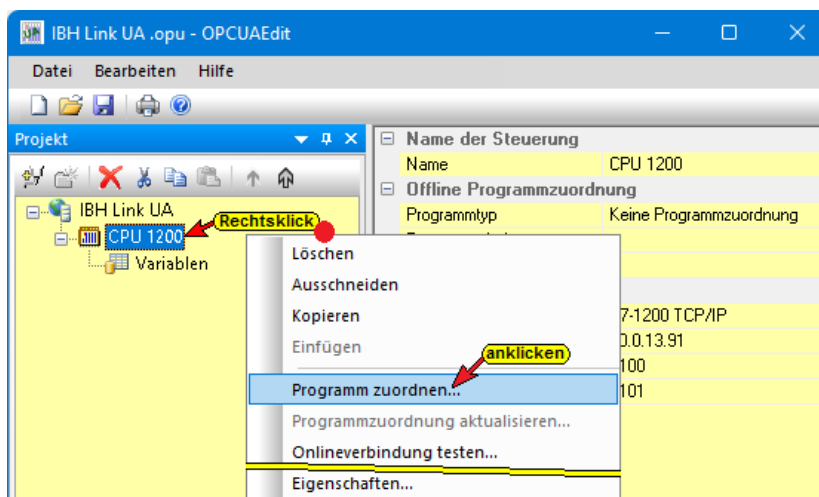 IBH Link UA .opu - OPCUAEdit
Datei Bearbeiten Hilfe
Projekt
IBH Link UA
CPU 1200
Variablen
Rechtsklick
Name der Steuerung
Name CPU 1200
Offline Programmzuordnung
Programmtyp Keine Programmzuordnung
7-1200 TCP/IP
0.0.13.91
100
101
Löschen
Ausschneiden
Kopieren
Einfügen
anklicken
Programm zuordnen...
Programmzuordnung aktualisieren...
Onlineverbindung testen...
Eigenschaften...